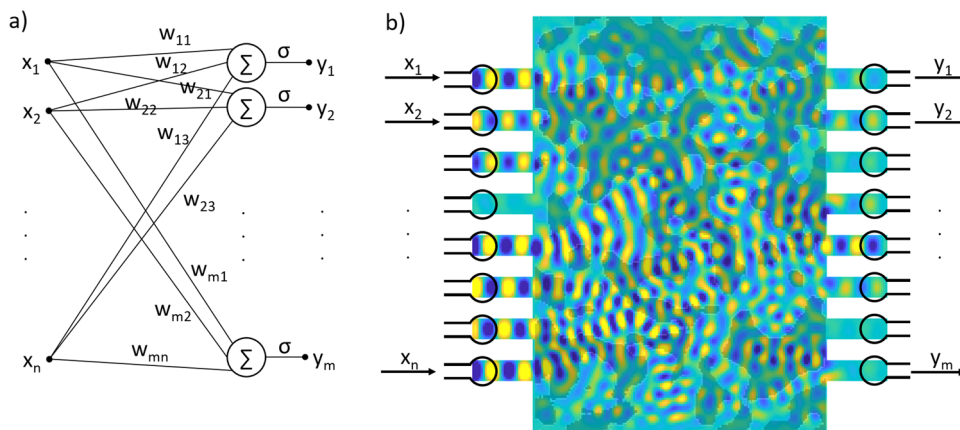 a)
w11
x1
w12
∑
σ
y1
w21
x2
w22
∑
σ
y2
w13
w23
wm1
wm2
xn
wmn
∑
σ
ym
b)
x1
y1
x2
y2
xn
ym